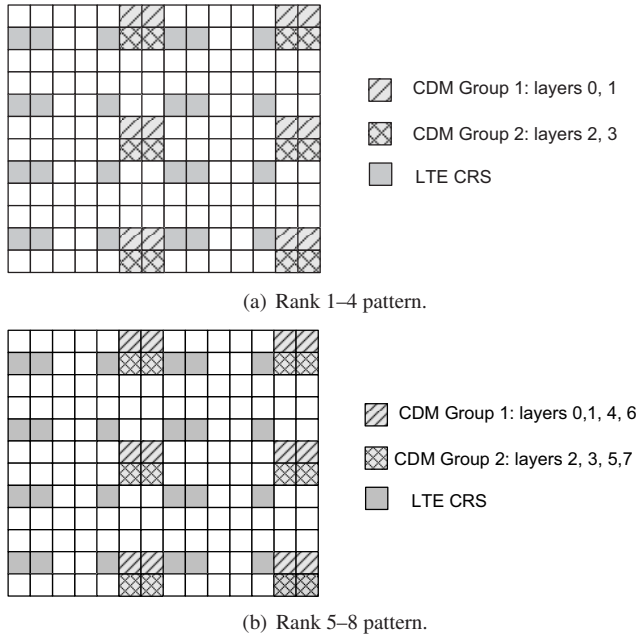 CDM Group 1: layers 0, 1
CDM Group 2: layers 2, 3
LTE CRS
(a) Rank 1–4 pattern.
CDM Group 1: layers 0,1, 4, 6
CDM Group 2: layers 2, 3, 5,7
LTE CRS
(b) Rank 5–8 pattern.